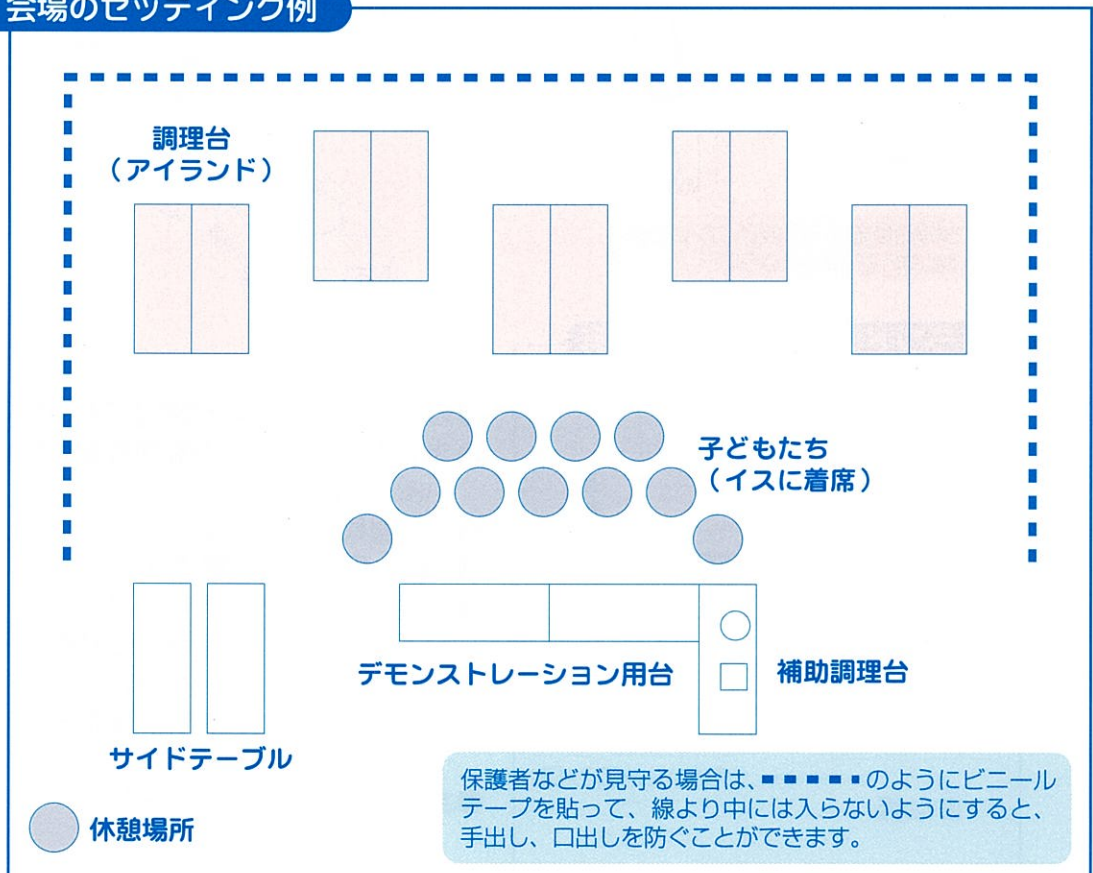 会場のセッティング例
調理台
（アイランド）
子どもたち
（イスに着席）
デモンストレーション用台
補助調理台
サイドテーブル
保護者などが見守る場合は、のようにビニール
テープを貼って、線より中には入らないようにすると、
手出し、口出しを防ぐことができます。
休憩場所